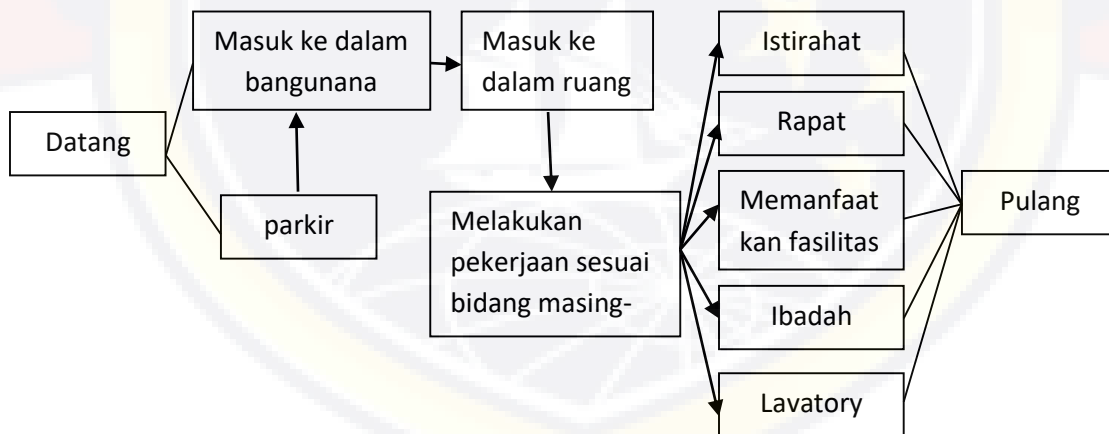 Datang
Masuk ke dalam
bangunana
parkir
Masuk ke
dalam ruang
Melakukan
pekerjaan sesuai
bidang masing-
Istirahat
Rapat
Memanfaat
kan fasilitas
Ibadah
Lavatory
Pulang